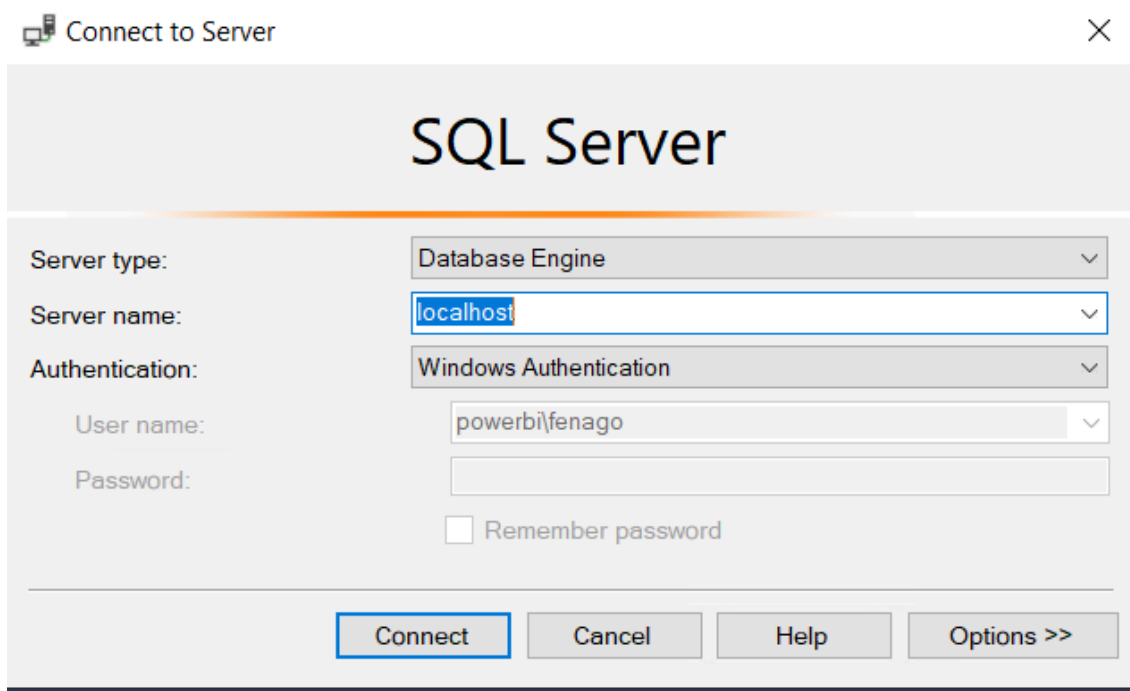 Connect to Server
SQL Server
Server type: Database Engine
Server name: localhost
Authentication: Windows Authentication
User name: powerbi\fenago
Password:
Remember password
Connect Cancel Help Options >>